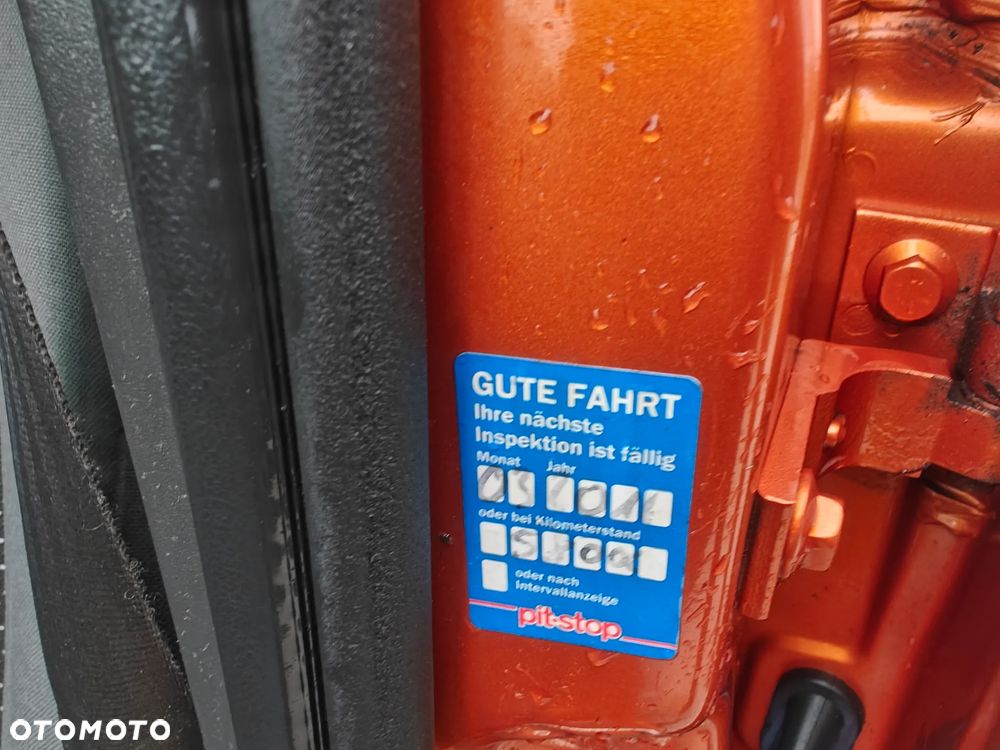 GUTE FAHRT
Ihre nächste
Inspektion ist fällig
Monat Jahr
oder bei Kilometerstand
oder nach
Intervallanzeige
pit-stop
OTOMOTO